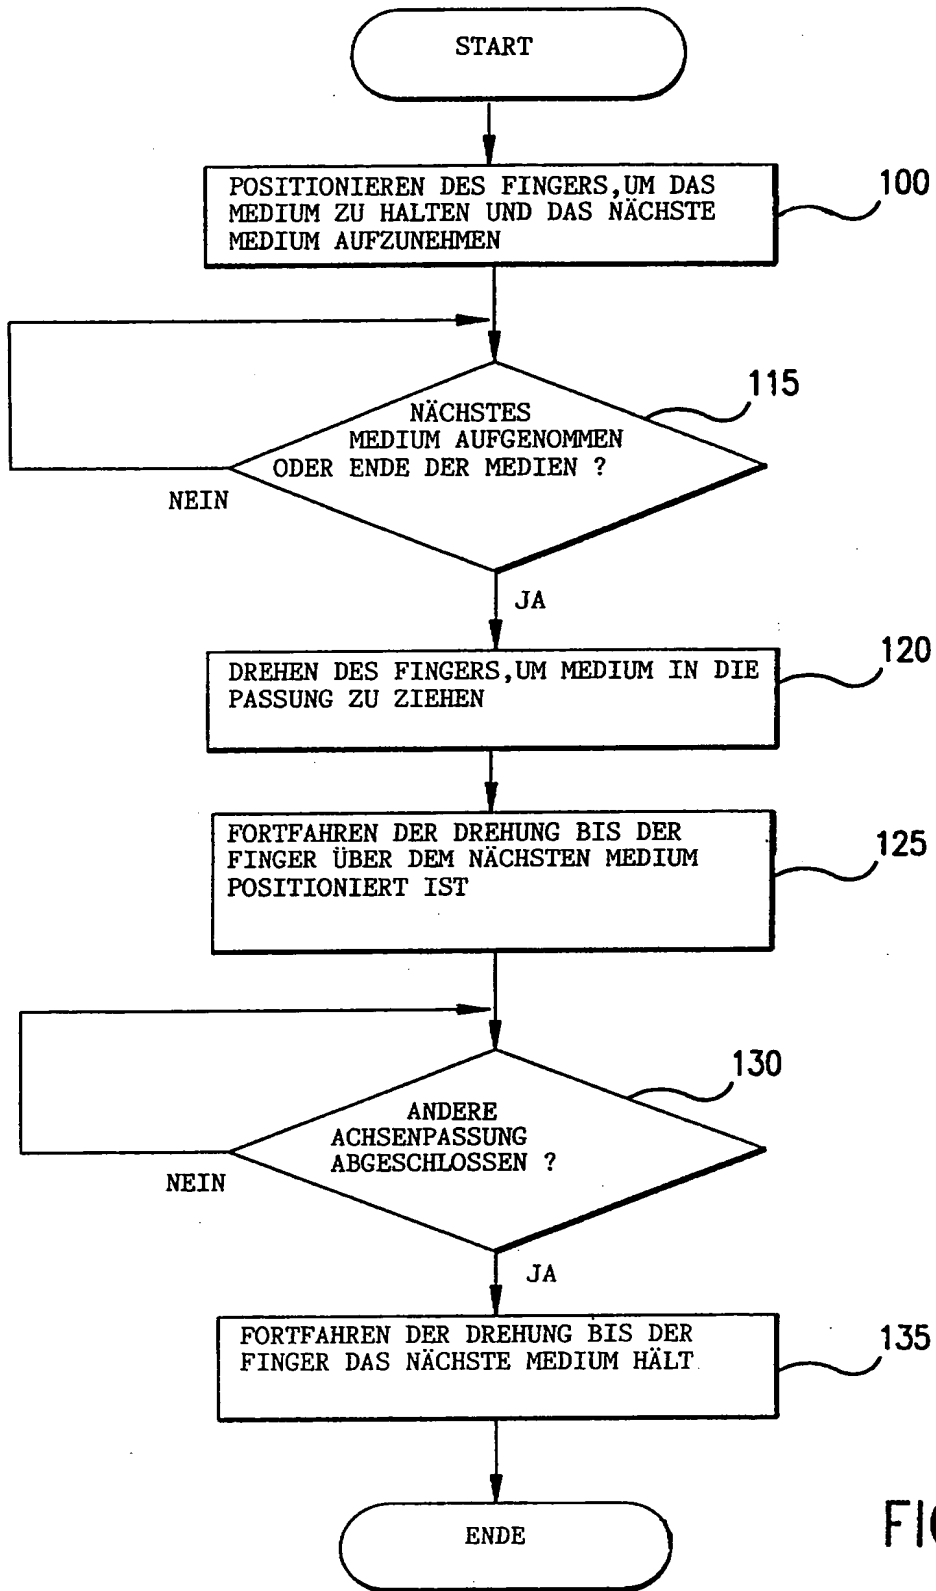 START
POSITIONIEREN DES FINGERS,UM DAS
MEDIUM ZU HALTEN UND DAS NÄCHSTE
MEDIUM AUFZUNEHMEN
100
NÄCHSTES
MEDIUM AUFGENOMMEN
ODER ENDE DER MEDIEN ?
115
NEIN
JA
DREHEN DES FINGERS,UM MEDIUM IN DIE
PASSUNG ZU ZIEHEN
120
FORTFAHREN DER DREHUNG BIS DER
FINGER ÜBER DEM NÄCHSTEN MEDIUM
POSITIONIERT IST
125
ANDERE
ACHSENPASSUNG
ABGESCHLOSSEN ?
130
NEIN
JA
FORTFAHREN DER DREHUNG BIS DER
FINGER DAS NÄCHSTE MEDIUM HÄLT
135
ENDE